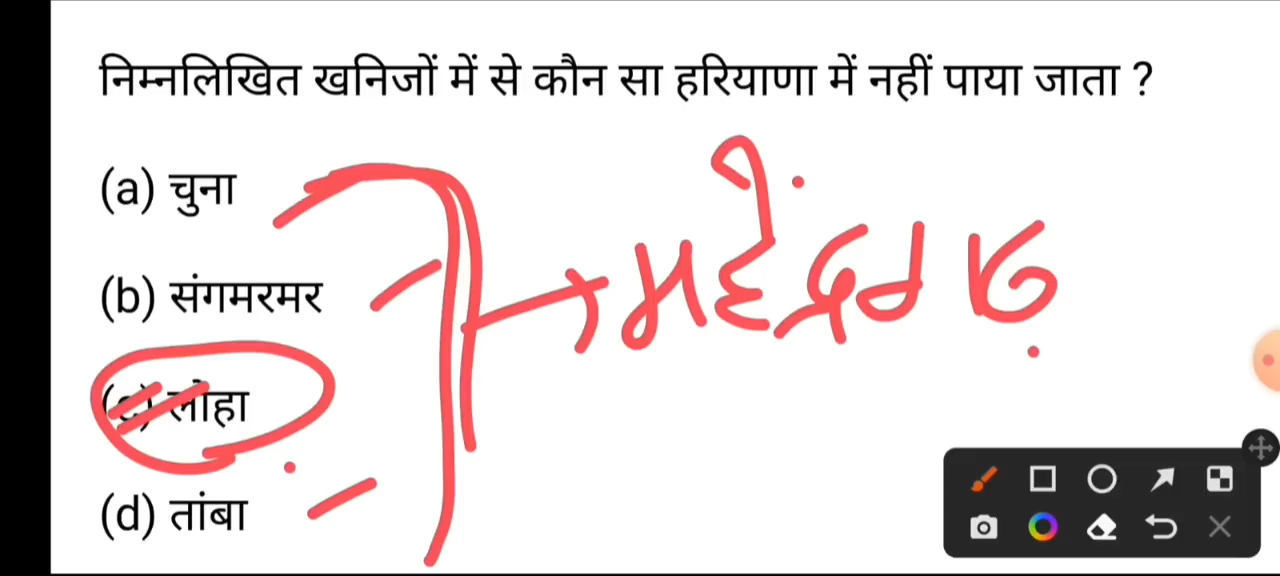 निम्नलिखित खनिजों में से कौन सा हरियाणा में नहीं पाया जाता ?
(a) चुना
(b) संगमरमर
(c) लोहा
(d) तांबा